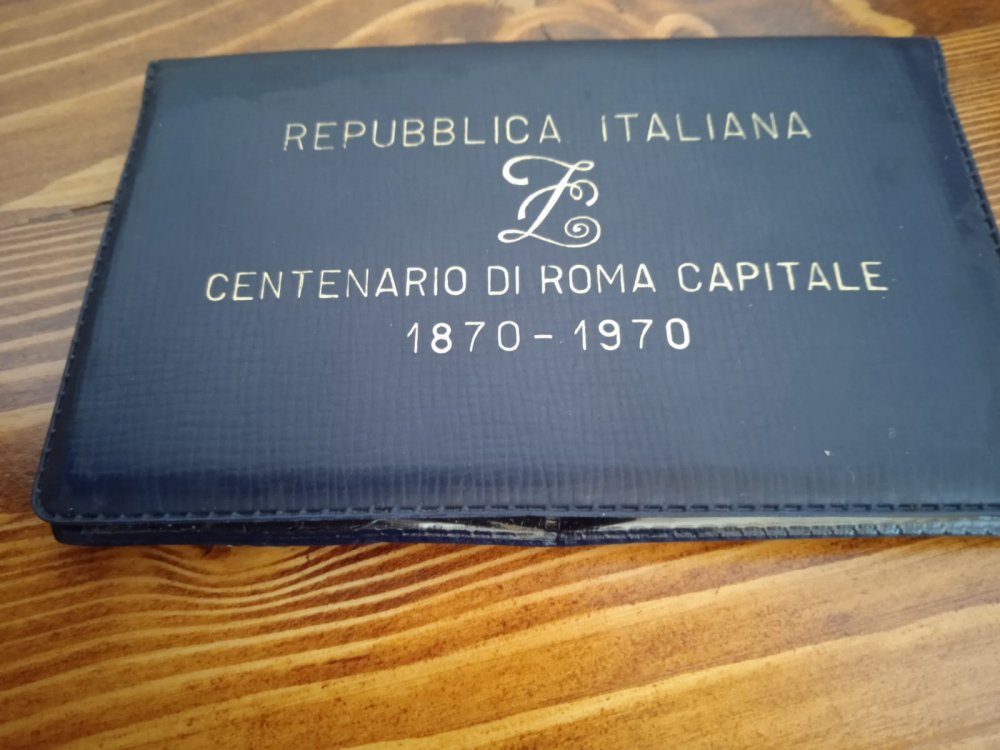 REPUBBLICA ITALIANA
CENTENARIO DI ROMA CAPITALE
1870-1970